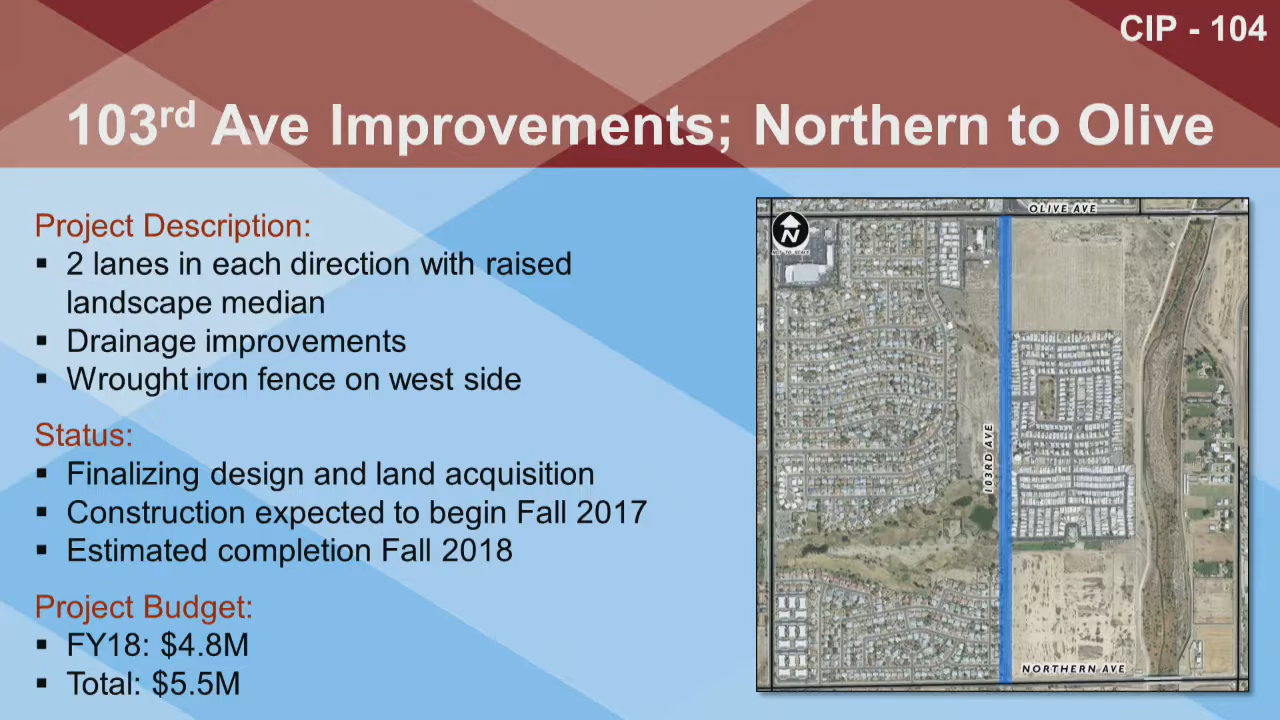 CIP - 104
103rd Ave Improvements; Northern to Olive
Project Description:
▪ 2 lanes in each direction with raised
landscape median
▪ Drainage improvements
▪ Wrought iron fence on west side
Status:
▪ Finalizing design and land acquisition
▪ Construction expected to begin Fall 2017
▪ Estimated completion Fall 2018
Project Budget:
▪ FY18: $4.8M
▪ Total: $5.5M
OLIVE AVE
N
NOT TO SCALE
103RD AVE
NORTHERN AVE